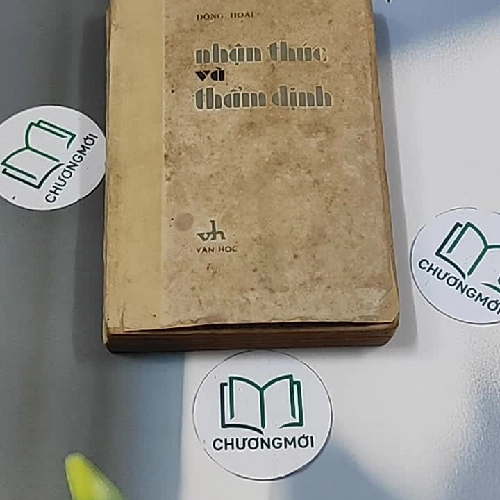 ĐÔNG HOÀI
nhận thức
và
thẩm định
vh
VĂN HỌC
CHƯƠNGMỚI
CHƯƠNGMỚI
CHƯƠNGMỚI